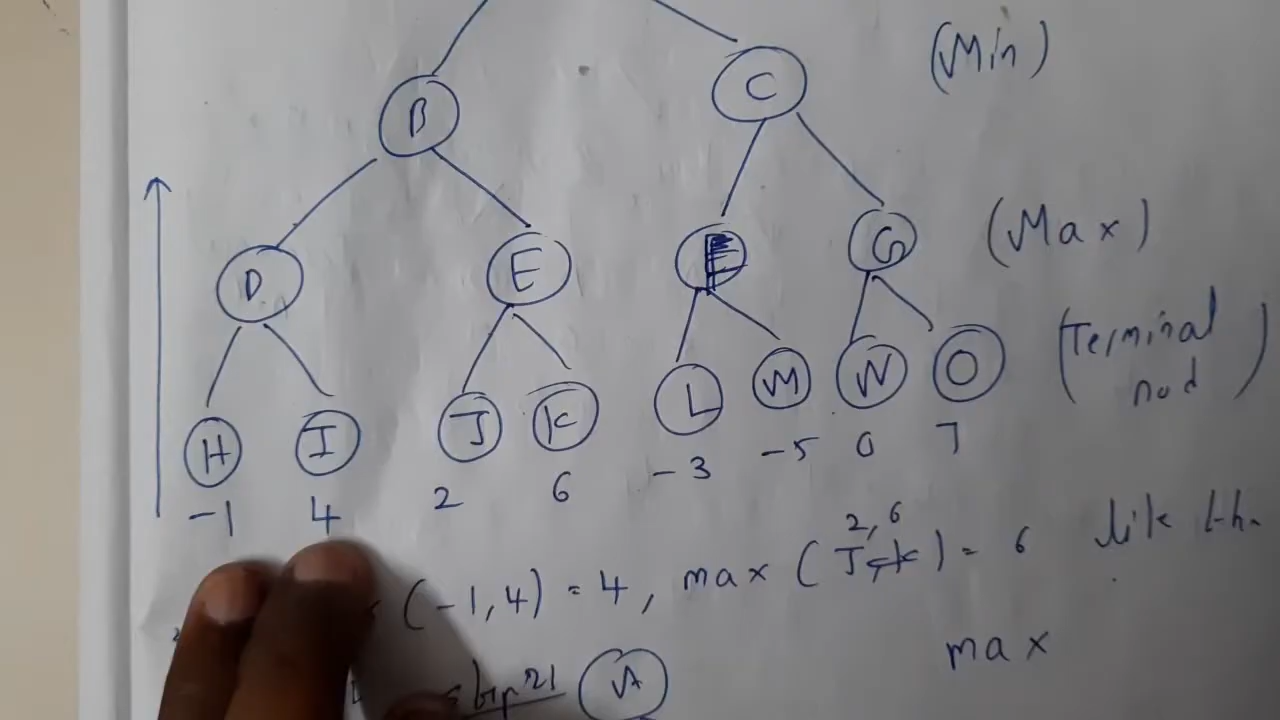 (Min)
C
B
(Max)
D E F G
(Terminal
nod)
H I J K L M N O
-1 4 2 6 -3 -5 0 7
2, 6
(-1,4) = 4, max (J, k) = 6 like
max
A